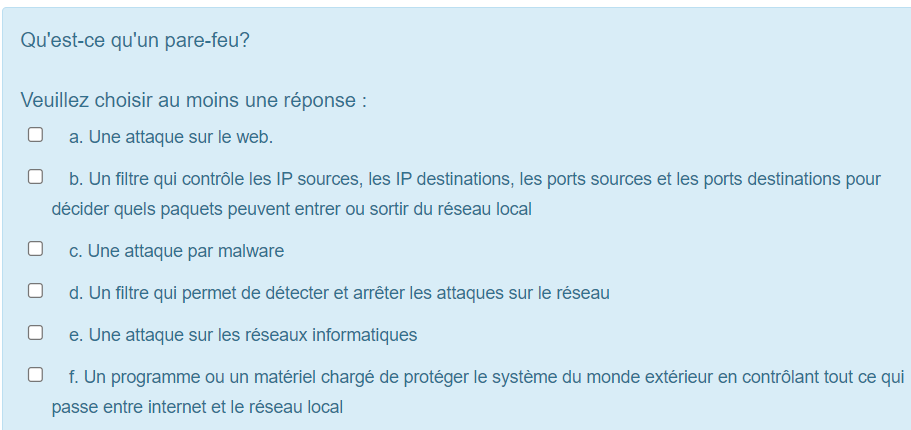 Qu'est-ce qu'un pare-feu?
Veuillez choisir au moins une réponse :
a. Une attaque sur le web.
b. Un filtre qui contrôle les IP sources, les IP destinations, les ports sources et les ports destinations pour
décider quels paquets peuvent entrer ou sortir du réseau local
c. Une attaque par malware
d. Un filtre qui permet de détecter et arrêter les attaques sur le réseau
e. Une attaque sur les réseaux informatiques
f. Un programme ou un matériel chargé de protéger le système du monde extérieur en contrôlant tout ce qui
passe entre internet et le réseau local